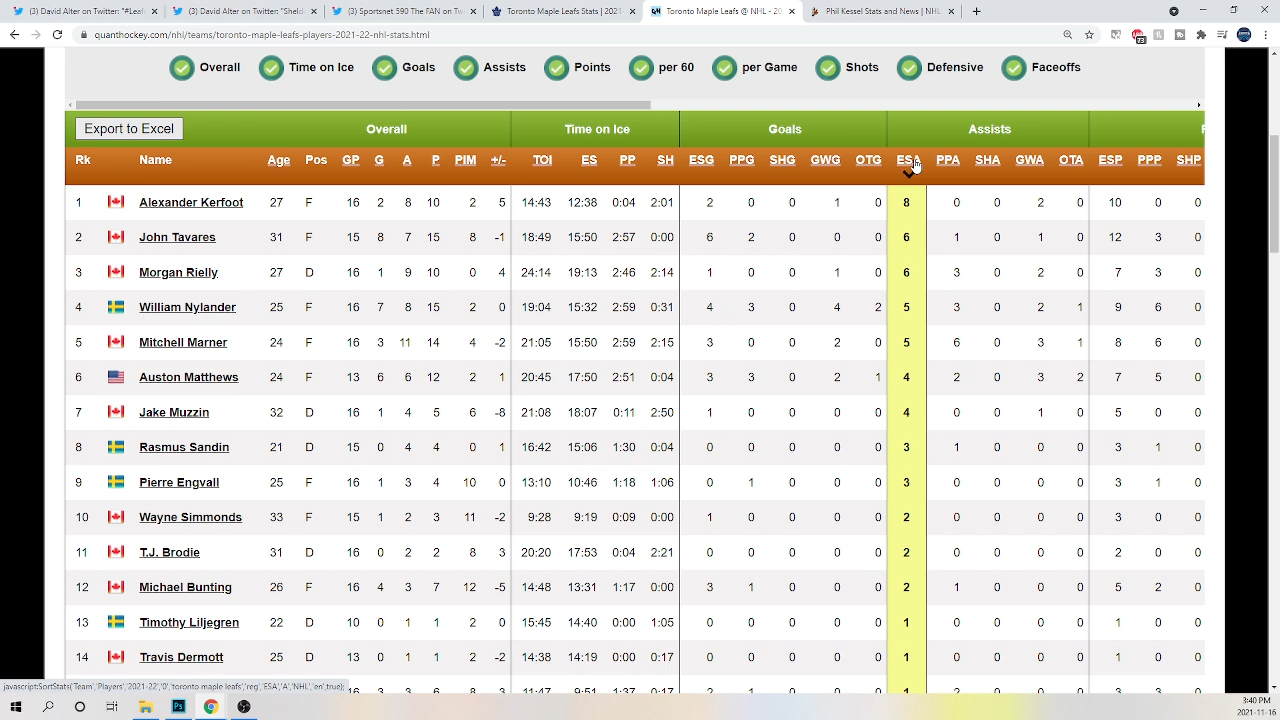 (3) David Alter on Twitter: "#Leafs
(3) David Alter on Twitter: "Sheldo
(3) Sportsnet 590 The FAN on Tw
Toronto Maple Leafs Stats | 2021-
Toronto Maple Leafs @ NHL - 20
Phil Kessel Stats and News | NHL.
quanthockey.com/nhl/teams/toronto-maple-leafs-players-2021-22-nhl-stats.html
Overall Time on Ice Goals Assists Points per 60 per Game Shots Defensive Faceoffs
Export to Excel Overall Time on Ice Goals Assists
Rk Name Age Pos GP G A P PIM +/- TOI ES PP SH ESG PPG SHG GWG OTG ESA PPA SHA GWA OTA ESP PPP SHP
1 Alexander Kerfoot 27 F 16 2 8 10 2 5 14:43 12:38 0:04 2:01 2 0 0 1 0 8 0 0 2 0 10 0 0
2 John Tavares 31 F 15 8 7 15 8 -1 18:49 15:50 2:57 0:00 6 2 0 0 0 6 1 0 1 0 12 3 0
3 Morgan Rielly 27 D 16 1 9 10 0 4 24:14 19:13 2:46 2:14 1 0 0 1 0 6 3 0 2 0 7 3 0
4 William Nylander 25 F 16 7 8 15 2 0 19:04 15:32 2:59 0:31 4 3 0 4 2 5 3 0 2 1 9 6 0
5 Mitchell Marner 24 F 16 3 11 14 4 -2 21:05 15:50 2:59 2:15 3 0 0 2 0 5 6 0 3 1 8 6 0
6 Auston Matthews 24 F 13 6 6 12 2 1 20:45 17:50 2:51 0:04 3 3 0 2 1 4 2 0 3 2 7 5 0
7 Jake Muzzin 32 D 16 1 4 5 6 -8 21:08 18:07 0:11 2:50 1 0 0 0 0 4 0 0 1 0 5 0 0
8 Rasmus Sandin 21 D 15 0 4 4 0 1 16:42 15:06 1:30 0:04 0 0 0 0 0 3 1 0 0 0 3 1 0
9 Pierre Engvall 25 F 16 1 3 4 10 0 13:10 10:46 1:18 1:06 0 1 0 0 0 3 0 0 0 0 3 1 0
10 Wayne Simmonds 33 F 15 1 2 3 11 -2 9:28 9:19 0:09 0:00 1 0 0 0 0 2 0 0 0 0 3 0 0
11 T.J. Brodie 31 D 16 0 2 2 8 3 20:20 17:53 0:04 2:21 0 0 0 0 0 2 0 0 0 0 2 0 0
12 Michael Bunting 26 F 16 4 3 7 12 -5 14:48 13:31 1:17 0:00 3 1 0 0 0 2 1 0 0 0 5 2 0
13 Timothy Liljegren 22 D 10 0 1 1 2 0 15:45 14:40 0:00 1:05 0 0 0 0 0 1 0 0 0 0 1 0 0
14 Travis Dermott 25 D 13 0 1 1 2 -2 14:38 14:19 0:00 0:17 0 0 0 0 0 1 0 0 0 0 1 0 0
javascript:SortStats('Team','Players','2021-22','0','toronto-maple-leafs','reg','ESA','A','NHL','en',true);
3:40 PM
2021-11-16